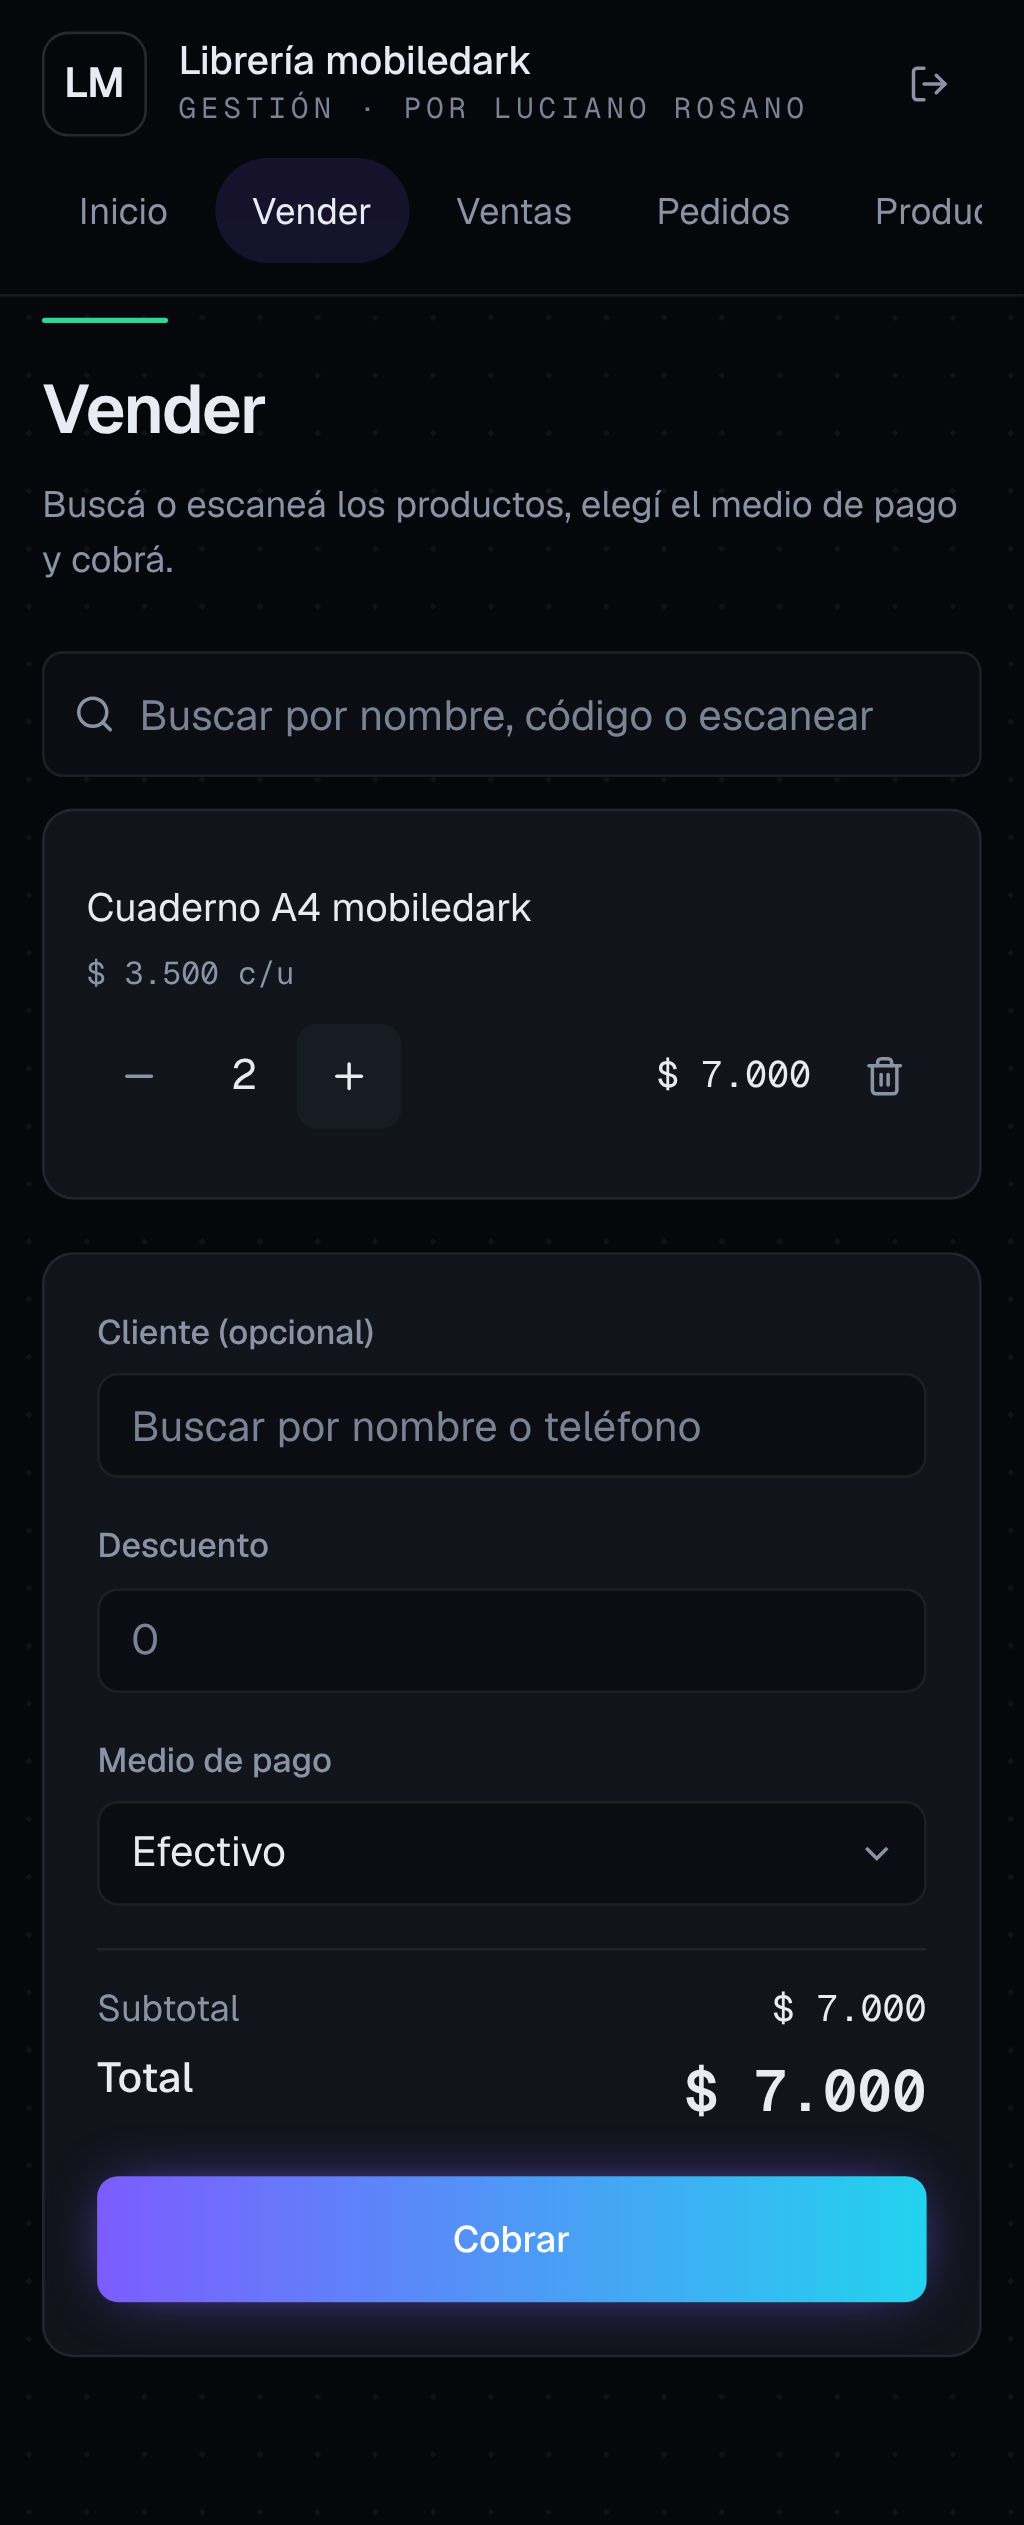 LM
Librería mobiledark
GESTIÓN · POR LUCIANO ROSANO
Inicio Vender Ventas Pedidos Produc
Vender
Buscá o escaneá los productos, elegí el medio de pago
y cobrá.
Buscar por nombre, código o escanear
Cuaderno A4 mobiledark
$ 3.500 c/u
2 $ 7.000
Cliente (opcional)
Buscar por nombre o teléfono
Descuento
0
Medio de pago
Efectivo
Subtotal $ 7.000
Total $ 7.000
Cobrar